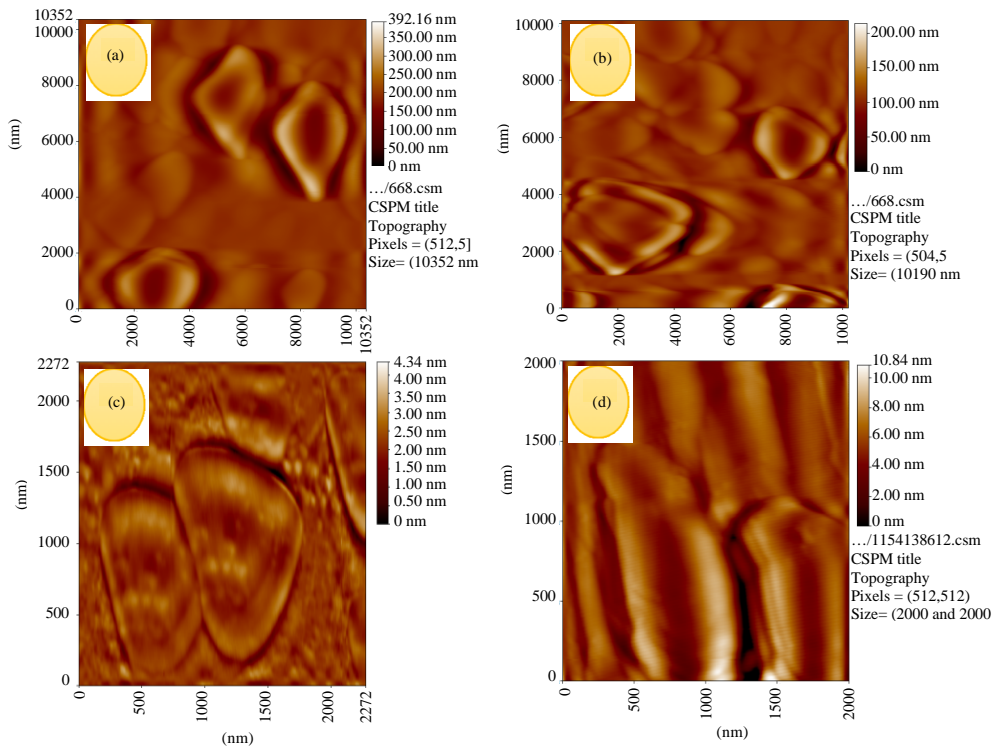 (a)
10352
10000
8000
6000
4000
2000
0
(nm)
0
2000
4000
6000
8000
1000
10352
392.16 nm
350.00 nm
400.00 nm
300.00 nm
200.00 nm
250.00 nm
200.00 nm
150.00 nm
100.00 nm
50.00 nm
0 nm
…/668.csm
CSPM title
Topography
Pixels = (512,5]
Size= (10352 nm
(b)
10000
8000
6000
4000
2000
0
(nm)
0
2000
4000
6000
8000
1000
200.00 nm
150.00 nm
100.00 nm
50.00 nm
0 nm
…/668.csm
CSPM title
Topography
Pixels = (504,5
Size= (10190 nm
(c)
2272
2000
1500
1000
500
0
(nm)
0
500
1000
1500
2000
2272
(nm)
4.34 nm
4.00 nm
3.50 nm
3.00 nm
2.50 nm
2.00 nm
1.50 nm
1.00 nm
0.50 nm
0 nm
(d)
2000
1500
1000
500
0
(nm)
0
500
1000
1500
2000
(nm)
10.84 nm
10.00 nm
8.00 nm
6.00 nm
4.00 nm
2.00 nm
0 nm
…/1154138612.csm
CSPM title
Topography
Pixels = (512,512)
Size= (2000 and 2000